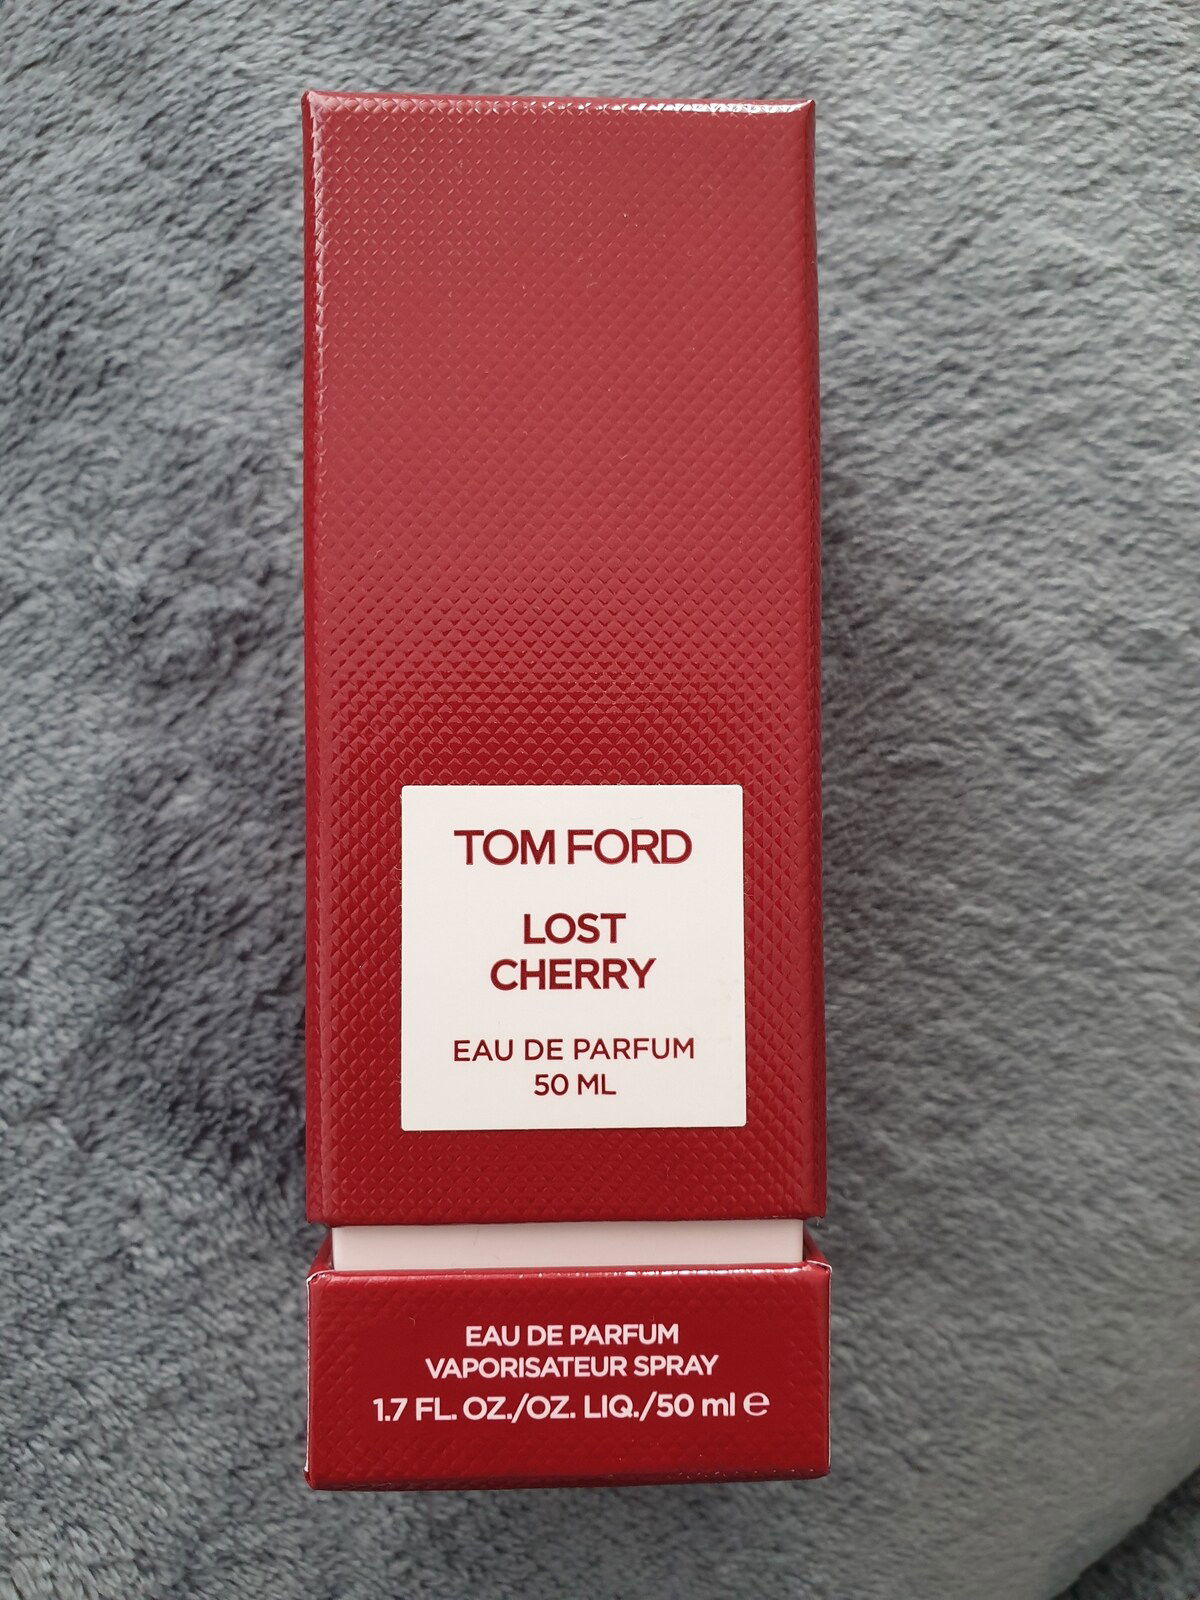 TOM FORD
LOST
CHERRY
EAU DE PARFUM
50 ML
EAU DE PARFUM
VAPORISATEUR SPRAY
1.7 FL. OZ./OZ. LIQ./50 ml ℮